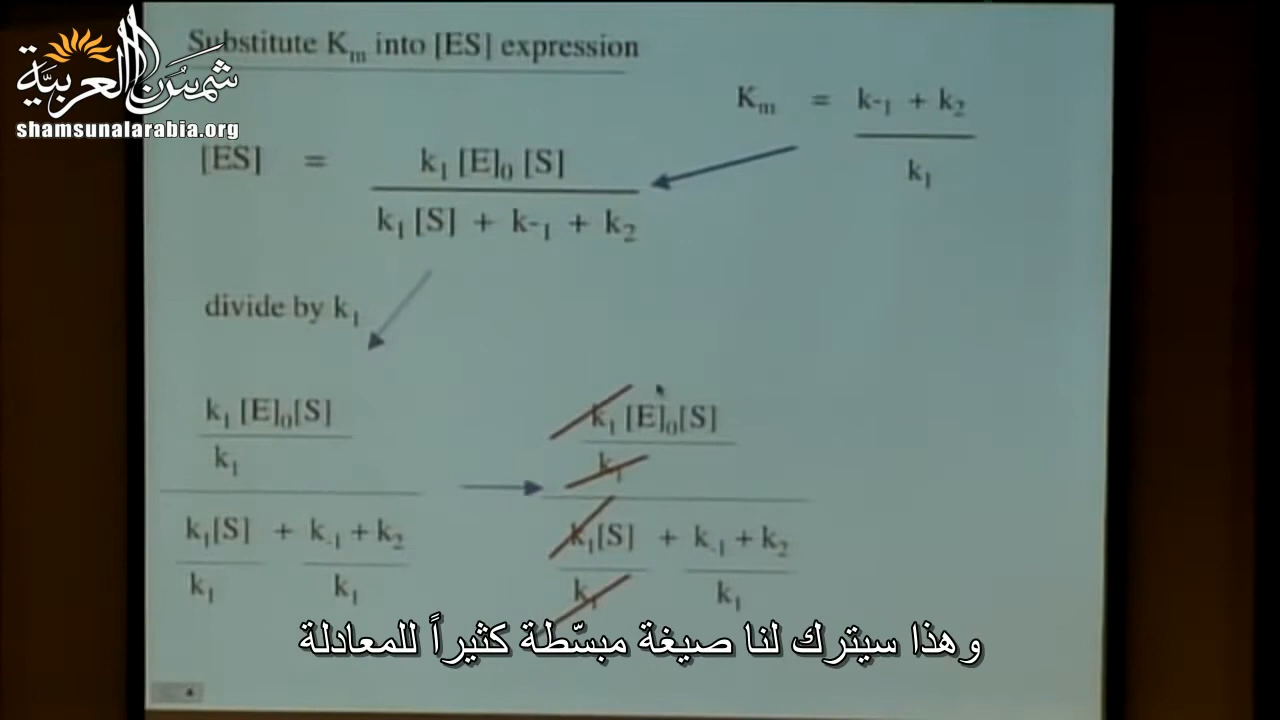 شمس العربية
shamsunalarabia.org
Substitute Km into [ES] expression
Km = k-1 + k2
k1
[ES] = k1 [E]0 [S]
k1 [S] + k-1 + k2
divide by k1
k1 [E]0[S]
k1
k1[S] + k-1 + k2
k1 k1
k1 [E]0[S]
k1
k1[S] + k-1 + k2
k1 k1
وهذا سيترك لنا صيغة مبسّطة كثيراً للمعادلة